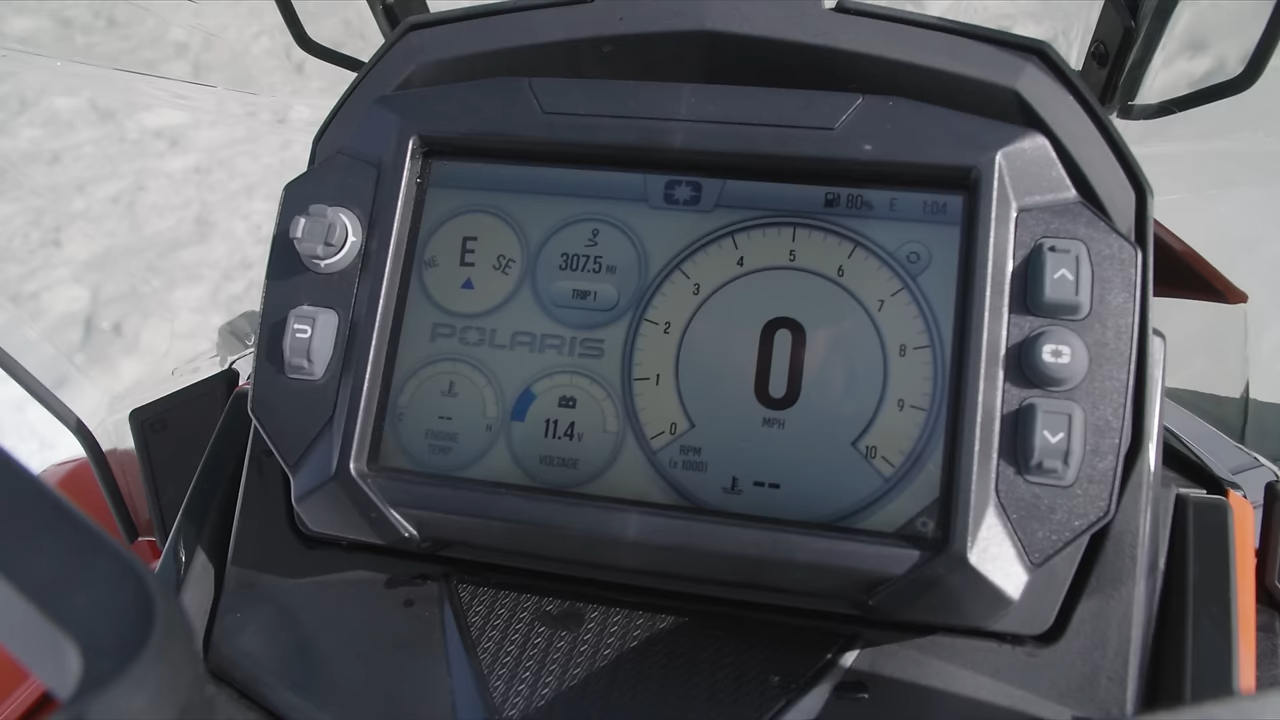 80% E 1:04
NE E SE
307.5 MI
TRIP 1
POLARIS
C -- H
ENGINE
TEMP
11.4 V
VOLTAGE
0 1 2 3 4 5 6 7 8 9 10
0
MPH
RPM
(x 1000)
--